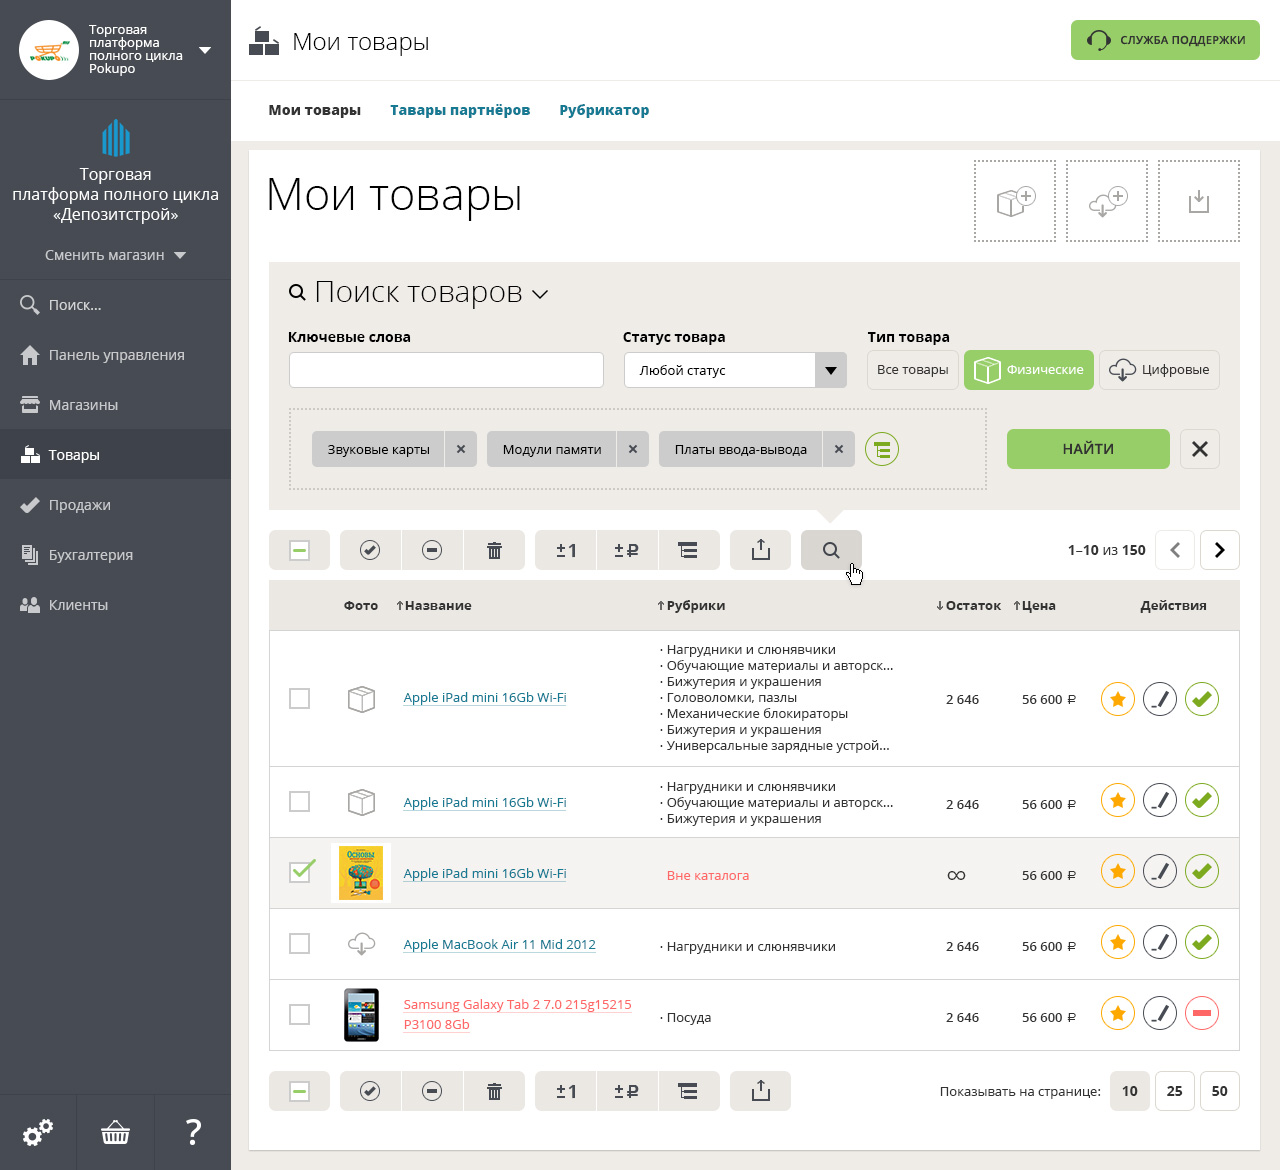 POKUPO
Торговая
платформа
полного цикла
Pokupo
Торговая
платформа полного цикла
«Депозитстрой»
Сменить магазин
Поиск...
Панель управления
Магазины
Товары
Продажи
Бухгалтерия
Клиенты
?
Мои товары
СЛУЖБА ПОДДЕРЖКИ
Мои товары Тавары партнёров Рубрикатор
Мои товары
Поиск товаров
Ключевые слова Статус товара Тип товара
Любой статус Все товары Физические Цифровые
Звуковые карты × Модули памяти × Платы ввода-вывода × НАЙТИ
±1 ±₽ 1–10 из 150
Фото ↑Название ↑Рубрики ↓Остаток ↑Цена Действия
Apple iPad mini 16Gb Wi-Fi
· Нагрудники и слюнявчики
· Обучающие материалы и авторск...
· Бижутерия и украшения
· Головоломки, пазлы
· Механические блокираторы
· Бижутерия и украшения
· Универсальные зарядные устрой...
2 646 56 600 ₽
Apple iPad mini 16Gb Wi-Fi
· Нагрудники и слюнявчики
· Обучающие материалы и авторск...
· Бижутерия и украшения
2 646 56 600 ₽
Основы
Apple iPad mini 16Gb Wi-Fi Вне каталога ∞ 56 600 ₽
Apple MacBook Air 11 Mid 2012 · Нагрудники и слюнявчики 2 646 56 600 ₽
Samsung Galaxy Tab 2 7.0 215g15215
P3100 8Gb
· Посуда 2 646 56 600 ₽
±1 ±₽ Показывать на странице: 10 25 50